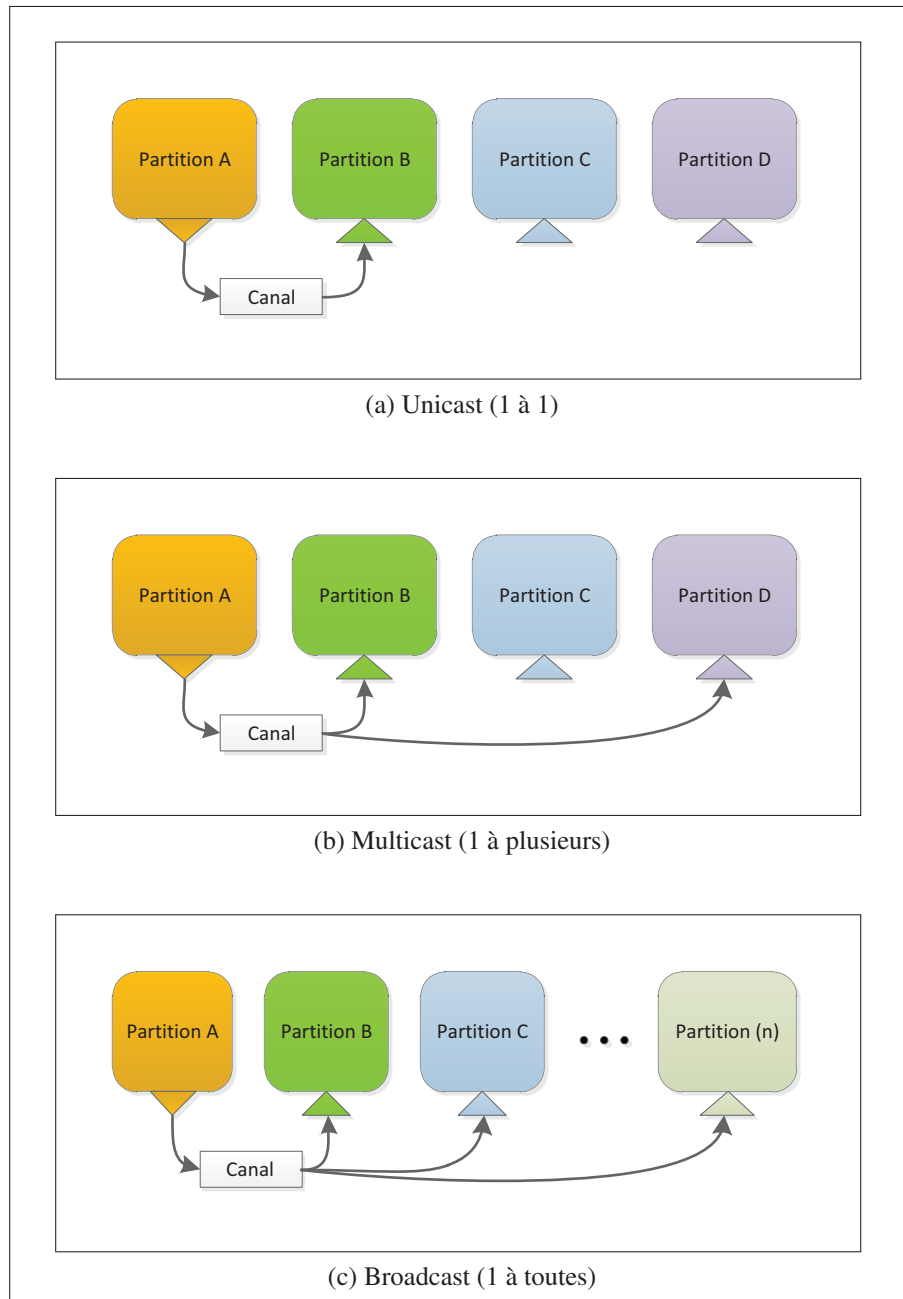 Partition A
Partition B
Partition C
Partition D
Canal
(a) Unicast (1 à 1)
Partition A
Partition B
Partition C
Partition D
Canal
(b) Multicast (1 à plusieurs)
Partition A
Partition B
Partition C
Partition (n)
Canal
(c) Broadcast (1 à toutes)